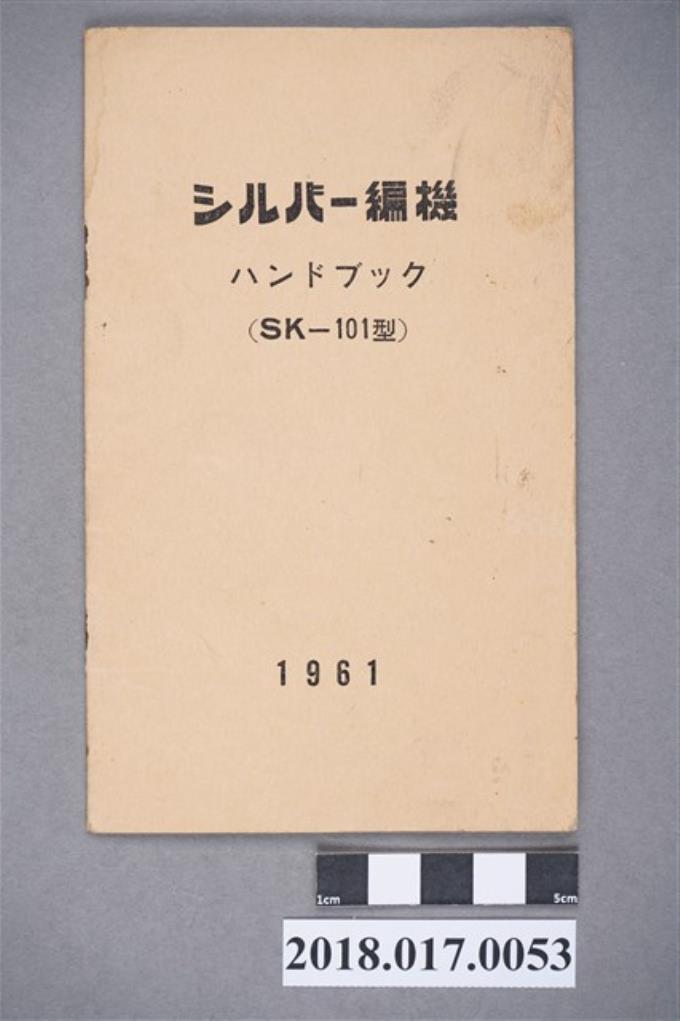 シルバー編機
ハンドブック
(SK－101型)
1961
1cm 5cm
2018.017.0053